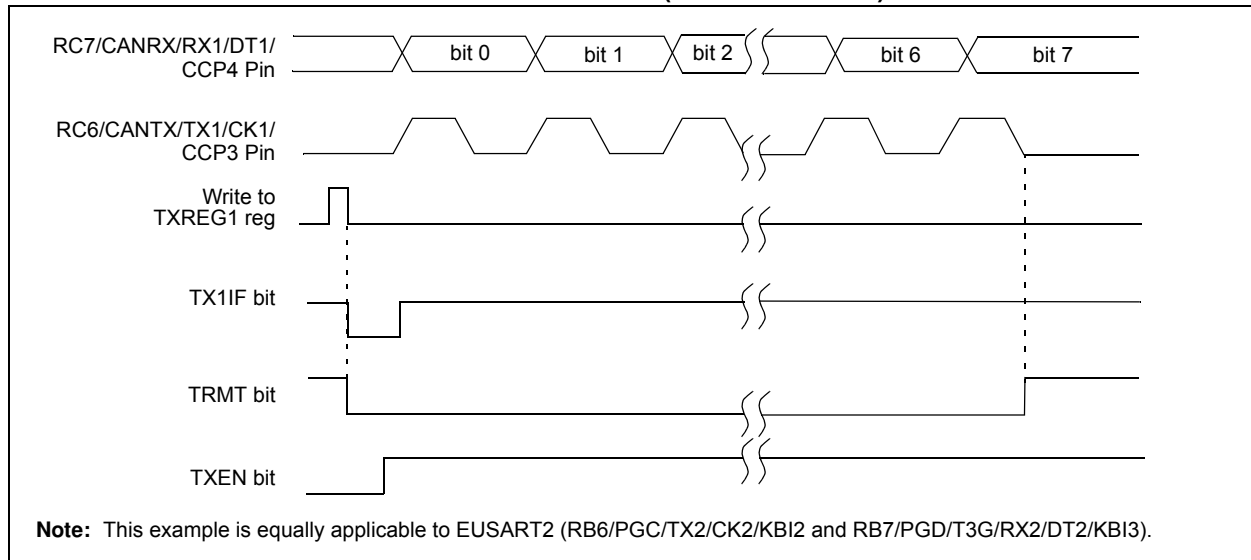 RC7/CANRX/RX1/DT1/
CCP4 Pin
bit 0 bit 1 bit 2 bit 6 bit 7
RC6/CANTX/TX1/CK1/
CCP3 Pin
Write to
TXREG1 reg
TX1IF bit
TRMT bit
TXEN bit
Note: This example is equally applicable to EUSART2 (RB6/PGC/TX2/CK2/KBI2 and RB7/PGD/T3G/RX2/DT2/KBI3).